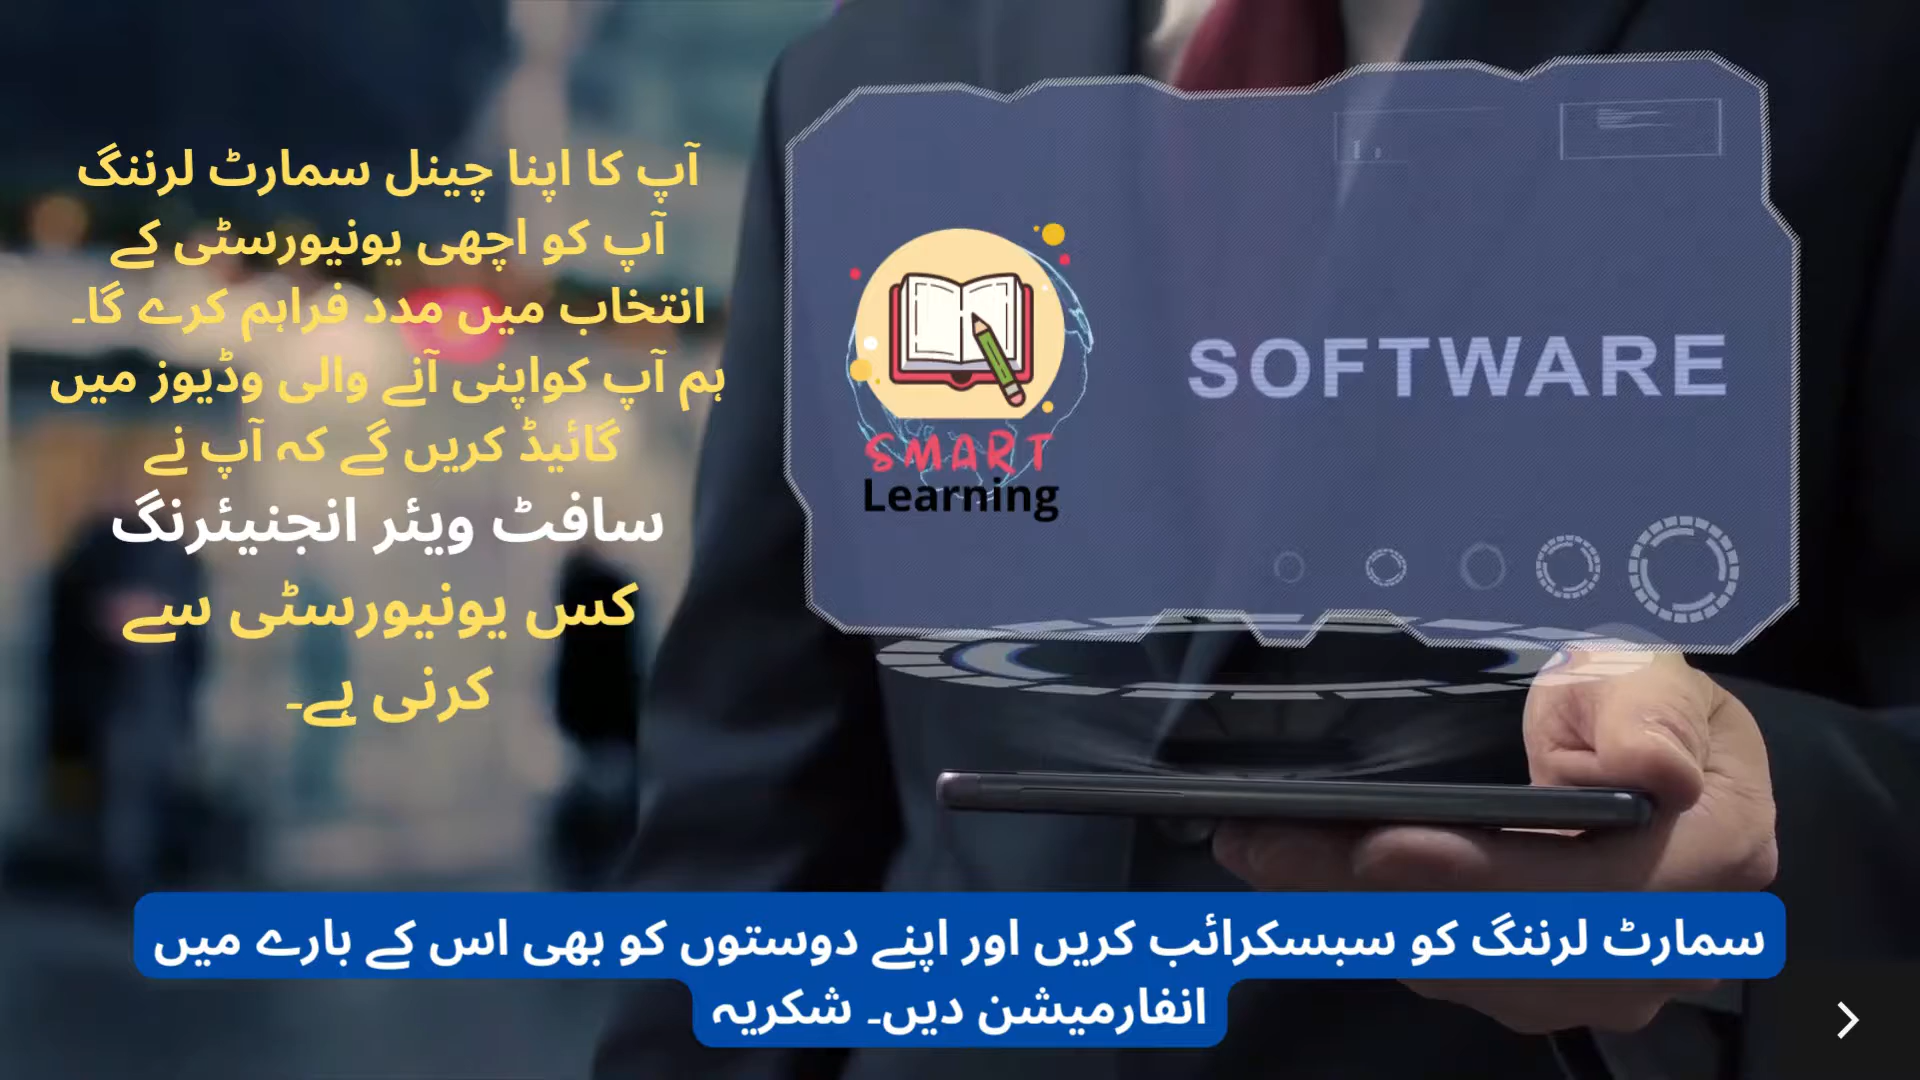 آپ کا اپنا چینل سمارٹ لرننگ
آپ کو اچھی یونیورسٹی کے
انتخاب میں مدد فراہم کرے گا۔
ہم آپ کواپنی آنے والی وڈیوز میں
گائیڈ کریں گے کہ آپ نے
سافٹ ویئر انجنیئرنگ
کس یونیورسٹی سے
کرنی ہے۔
SMART
Learning
SOFTWARE
سمارٹ لرننگ کو سبسکرائب کریں اور اپنے دوستوں کو بھی اس کے بارے میں
انفارمیشن دیں۔ شکریہ